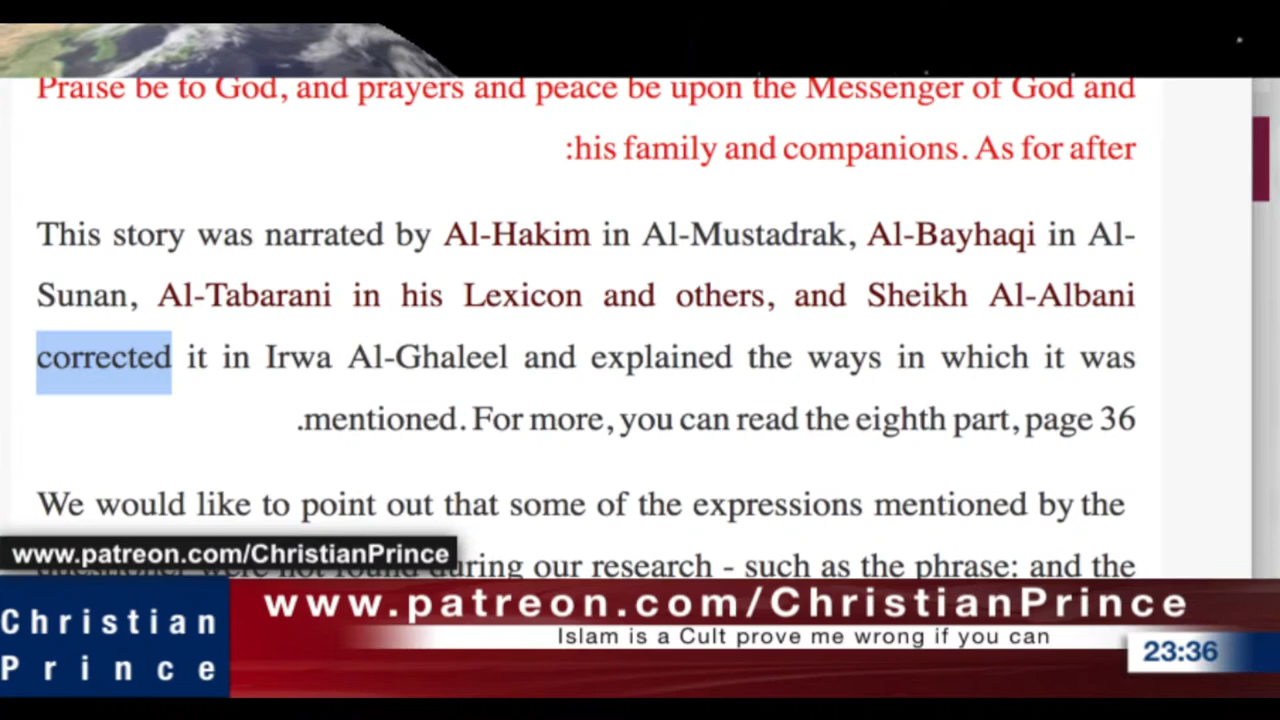 Praise be to God, and prayers and peace be upon the Messenger of God and
:his family and companions. As for after
This story was narrated by Al-Hakim in Al-Mustadrak, Al-Bayhaqi in Al-
Sunan, Al-Tabarani in his Lexicon and others, and Sheikh Al-Albani
corrected it in Irwa Al-Ghaleel and explained the ways in which it was
.mentioned. For more, you can read the eighth part, page 36
We would like to point out that some of the expressions mentioned by the
www.patreon.com/ChristianPrince
questioner were not found during our research - such as the phrase: and the
www.patreon.com/ChristianPrince
Christian
Prince
Islam is a Cult prove me wrong if you can
23:36